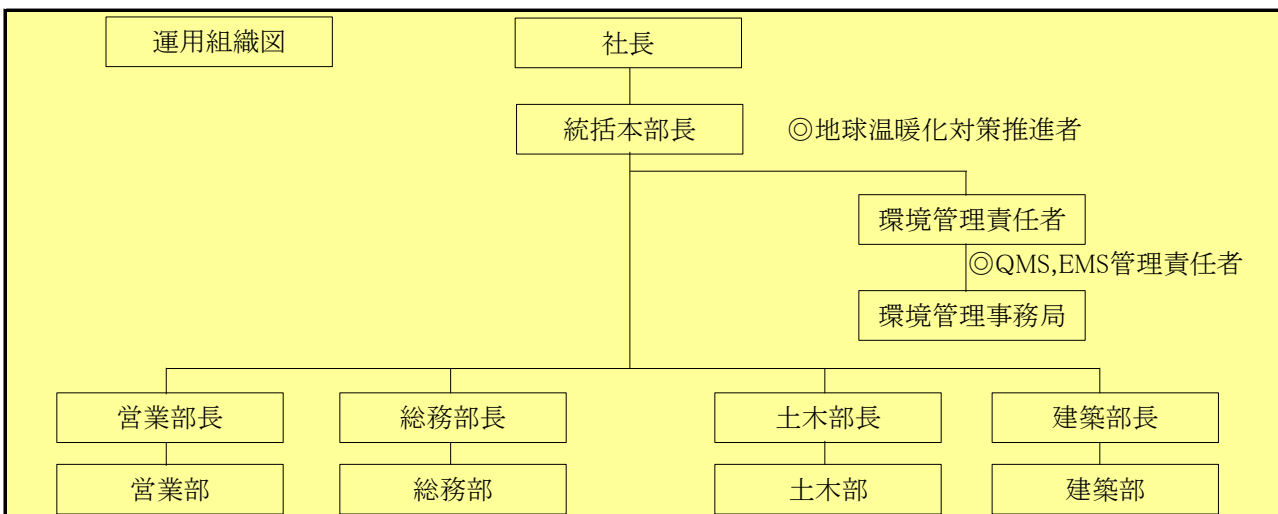 運用組織図
社長
統括本部長
◎地球温暖化対策推進者
環境管理責任者
◎QMS,EMS管理責任者
環境管理事務局
営業部長
総務部長
土木部長
建築部長
営業部
総務部
土木部
建築部